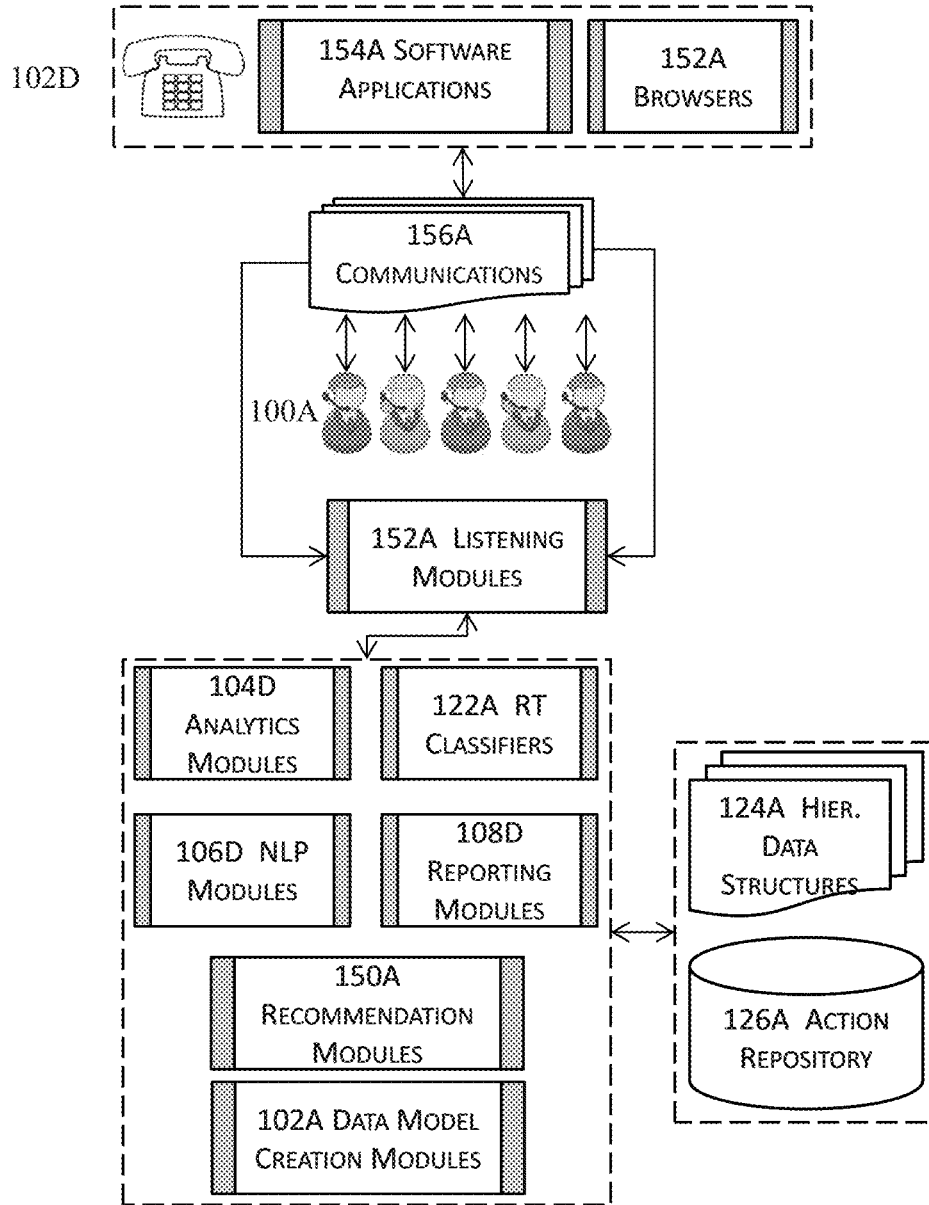 102D
154A SOFTWARE
APPLICATIONS
152A
BROWSERS
156A
COMMUNICATIONS
100A
152A LISTENING
MODULES
104D
ANALYTICS
MODULES
122A RT
CLASSIFIERS
106D NLP
MODULES
108D
REPORTING
MODULES
150A
RECOMMENDATION
MODULES
102A DATA MODEL
CREATION MODULES
124A HIER.
DATA
STRUCTURES
126A ACTION
REPOSITORY